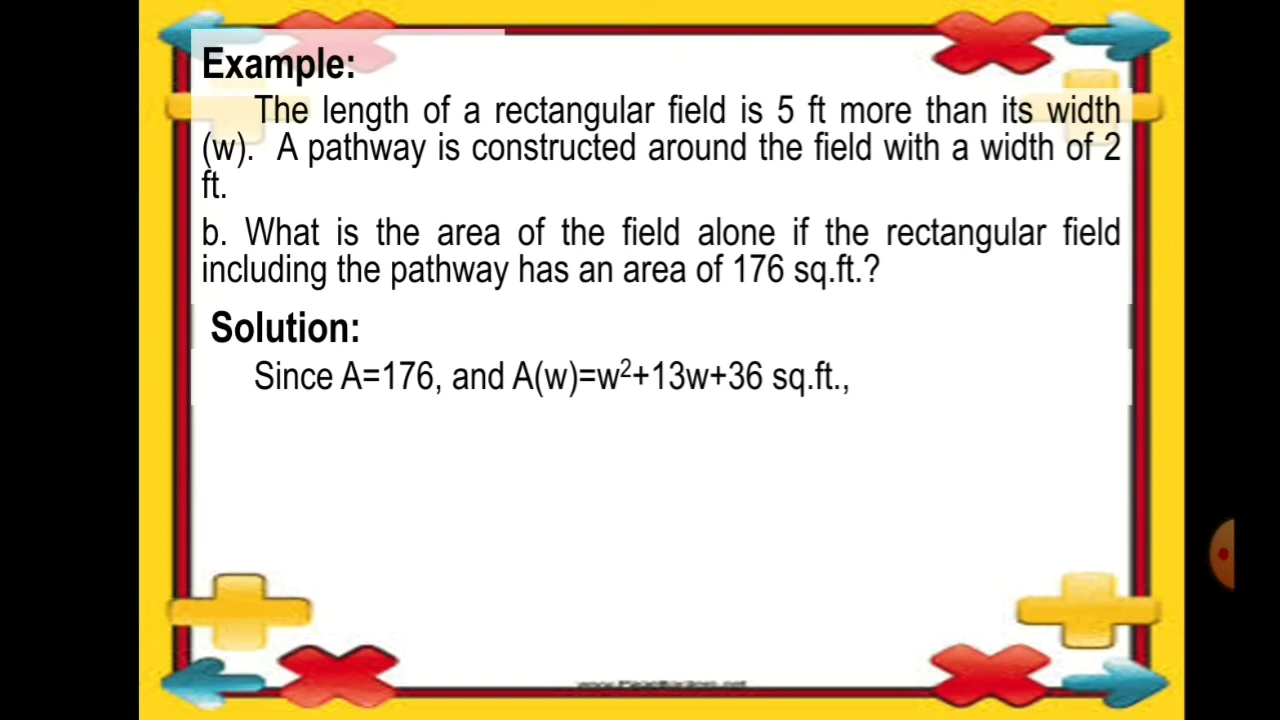 Example:
The length of a rectangular field is 5 ft more than its width
(w). A pathway is constructed around the field with a width of 2
ft.
b. What is the area of the field alone if the rectangular field
including the pathway has an area of 176 sq.ft.?
Solution:
Since A=176, and A(w)=w²+13w+36 sq.ft.,